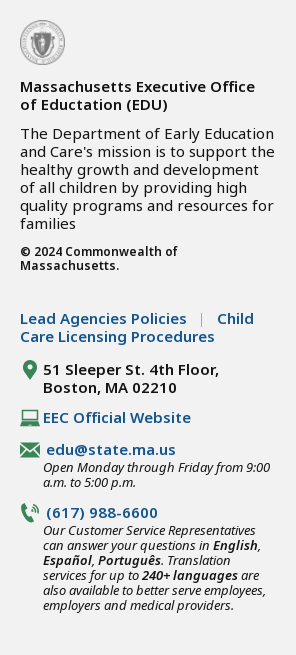 Massachusetts Executive Office
of Eductation (EDU)
The Department of Early Education
and Care's mission is to support the
healthy growth and development
of all children by providing high
quality programs and resources for
families
© 2024 Commonwealth of
Massachusetts.
Lead Agencies Policies | Child
Care Licensing Procedures
51 Sleeper St. 4th Floor,
Boston, MA 02210
EEC Official Website
edu@state.ma.us
Open Monday through Friday from 9:00
a.m. to 5:00 p.m.
(617) 988-6600
Our Customer Service Representatives
can answer your questions in English,
Español, Português. Translation
services for up to 240+ languages are
also available to better serve employees,
employers and medical providers.